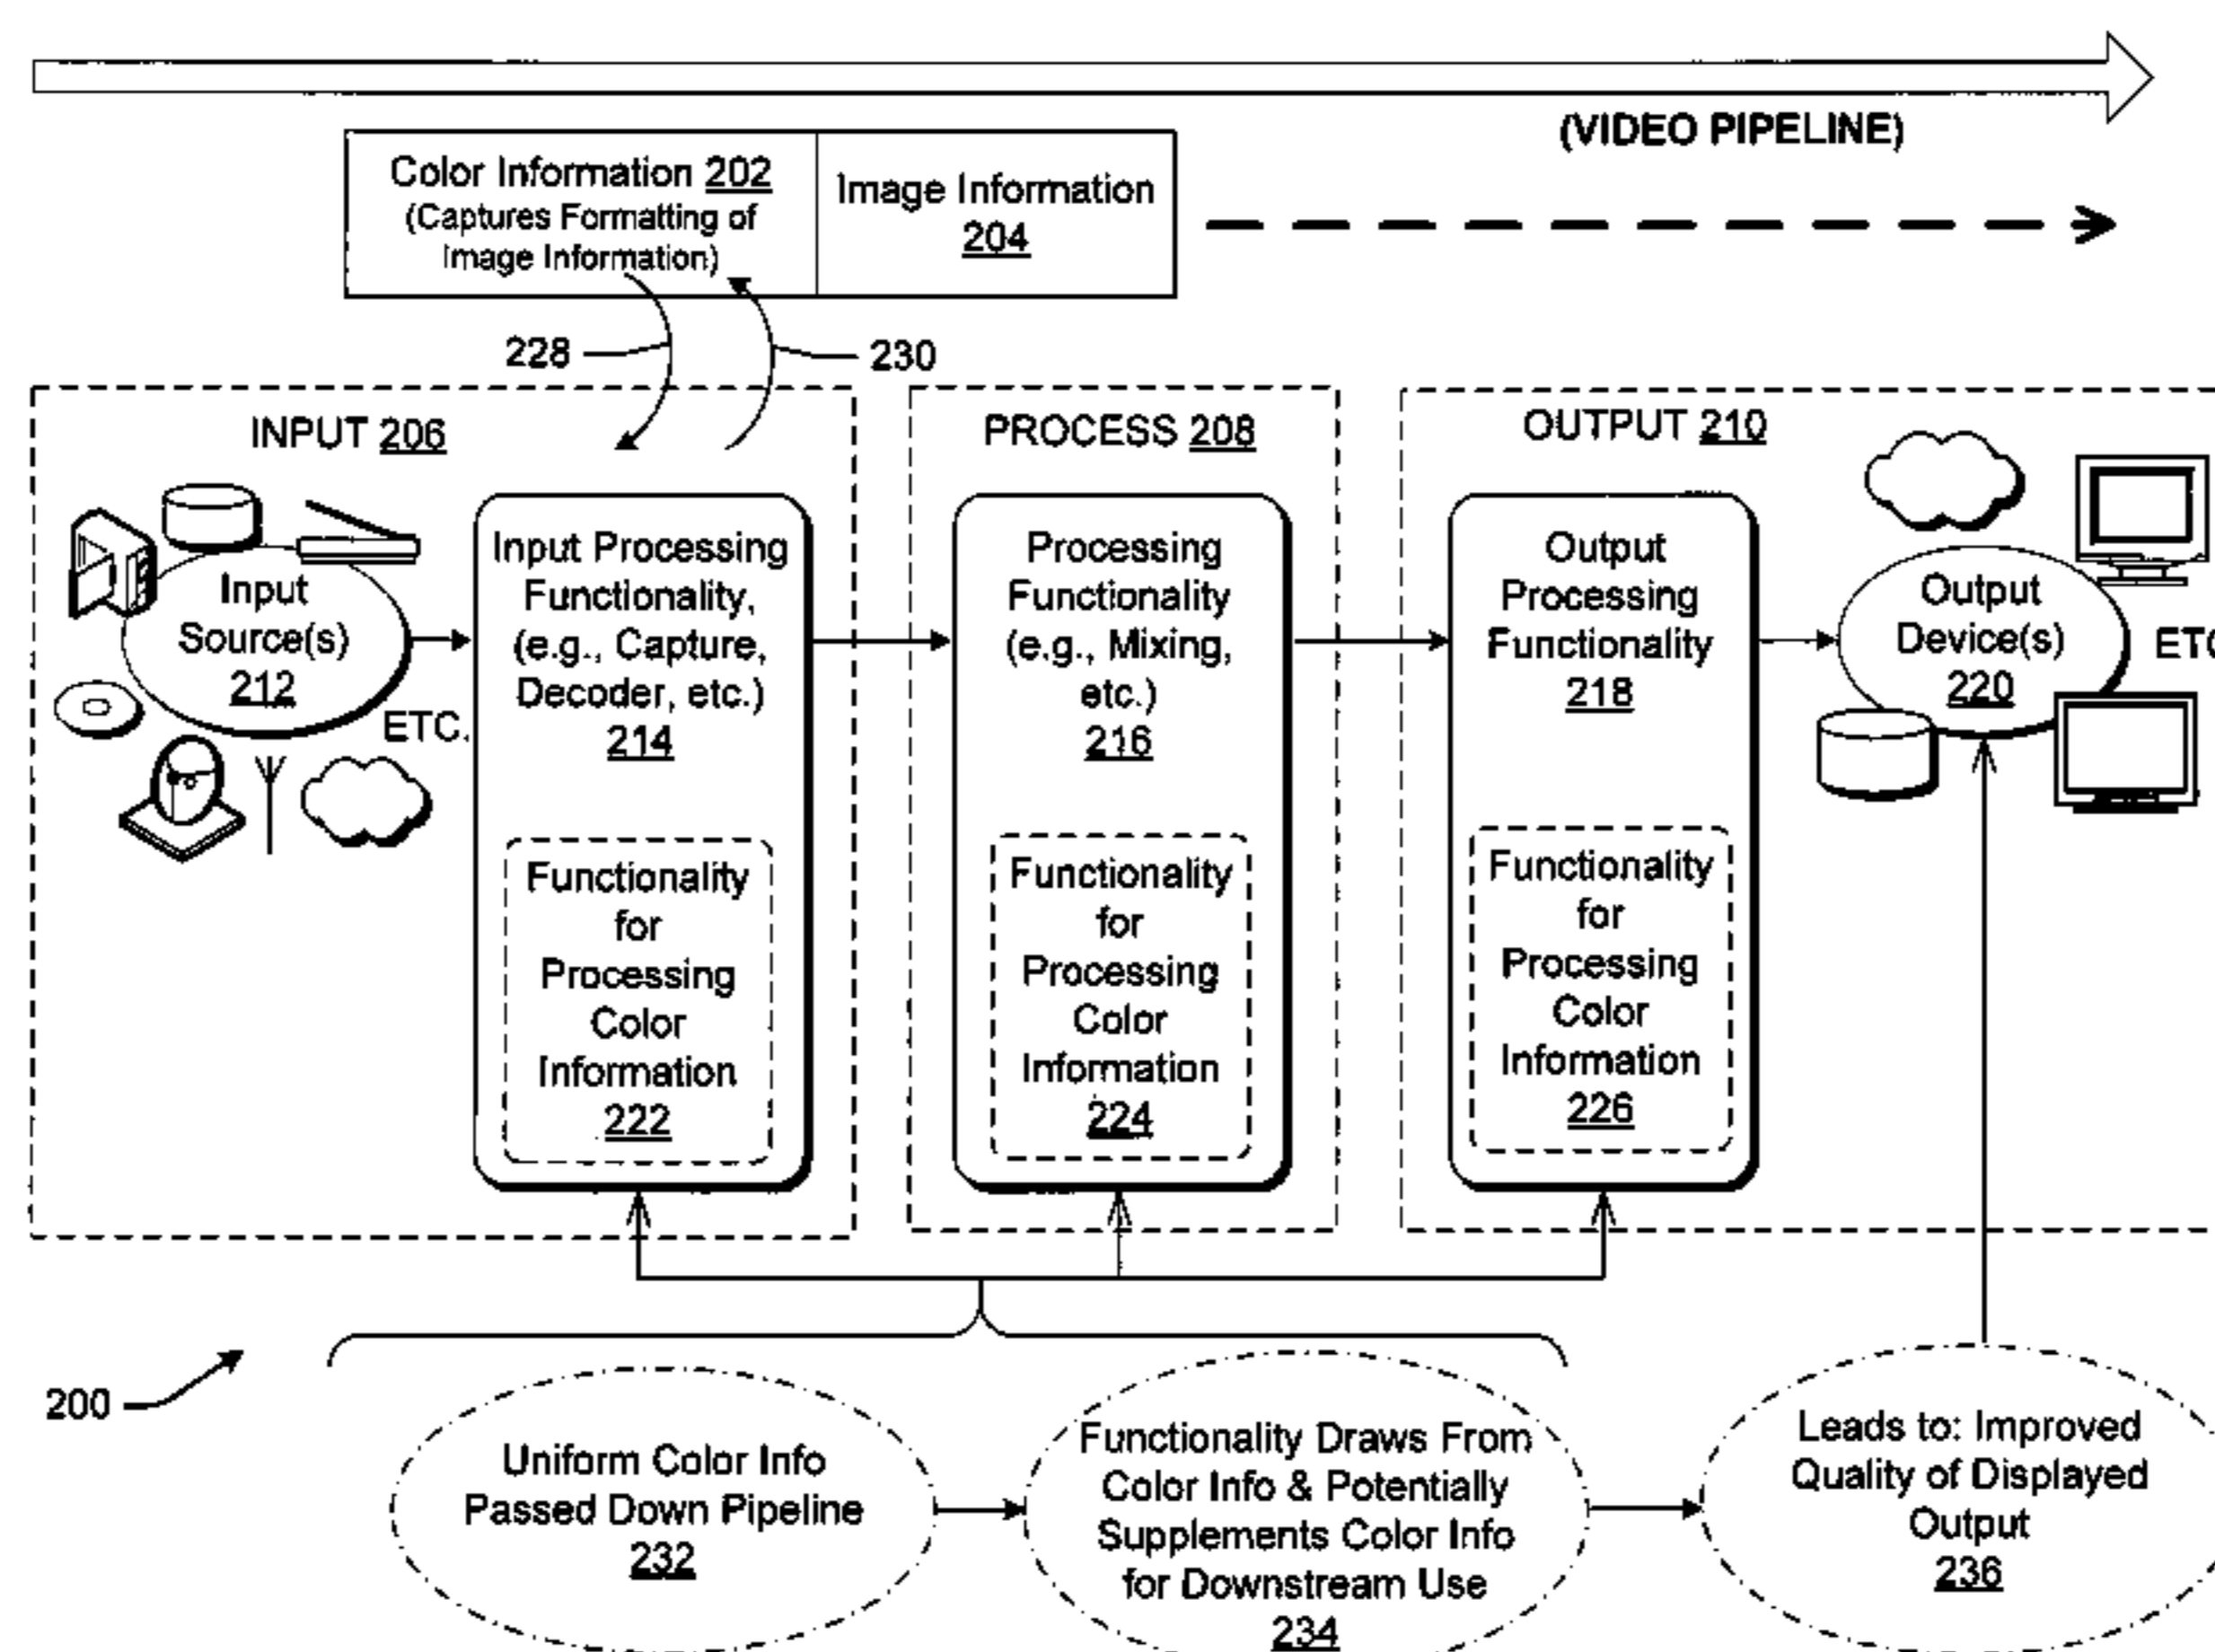 (VIDEO PIPELINE)
Color Information 202
(Captures Formatting of
Image Information)
Image Information
204
228
230
INPUT 206
Input
Source(s)
212
ETC.
Input Processing
Functionality,
(e.g., Capture,
Decoder, etc.)
214
Functionality
for
Processing
Color
Information
222
PROCESS 208
Processing
Functionality
(e.g., Mixing,
etc.)
216
Functionality
for
Processing
Color
Information
224
OUTPUT 210
Output
Processing
Functionality
218
Functionality
for
Processing
Color
Information
226
Output
Device(s)
220
200
Uniform Color Info
Passed Down Pipeline
232
Functionality Draws From
Color Info & Potentially
Supplements Color Info
for Downstream Use
234
Leads to: Improved
Quality of Displayed
Output
236